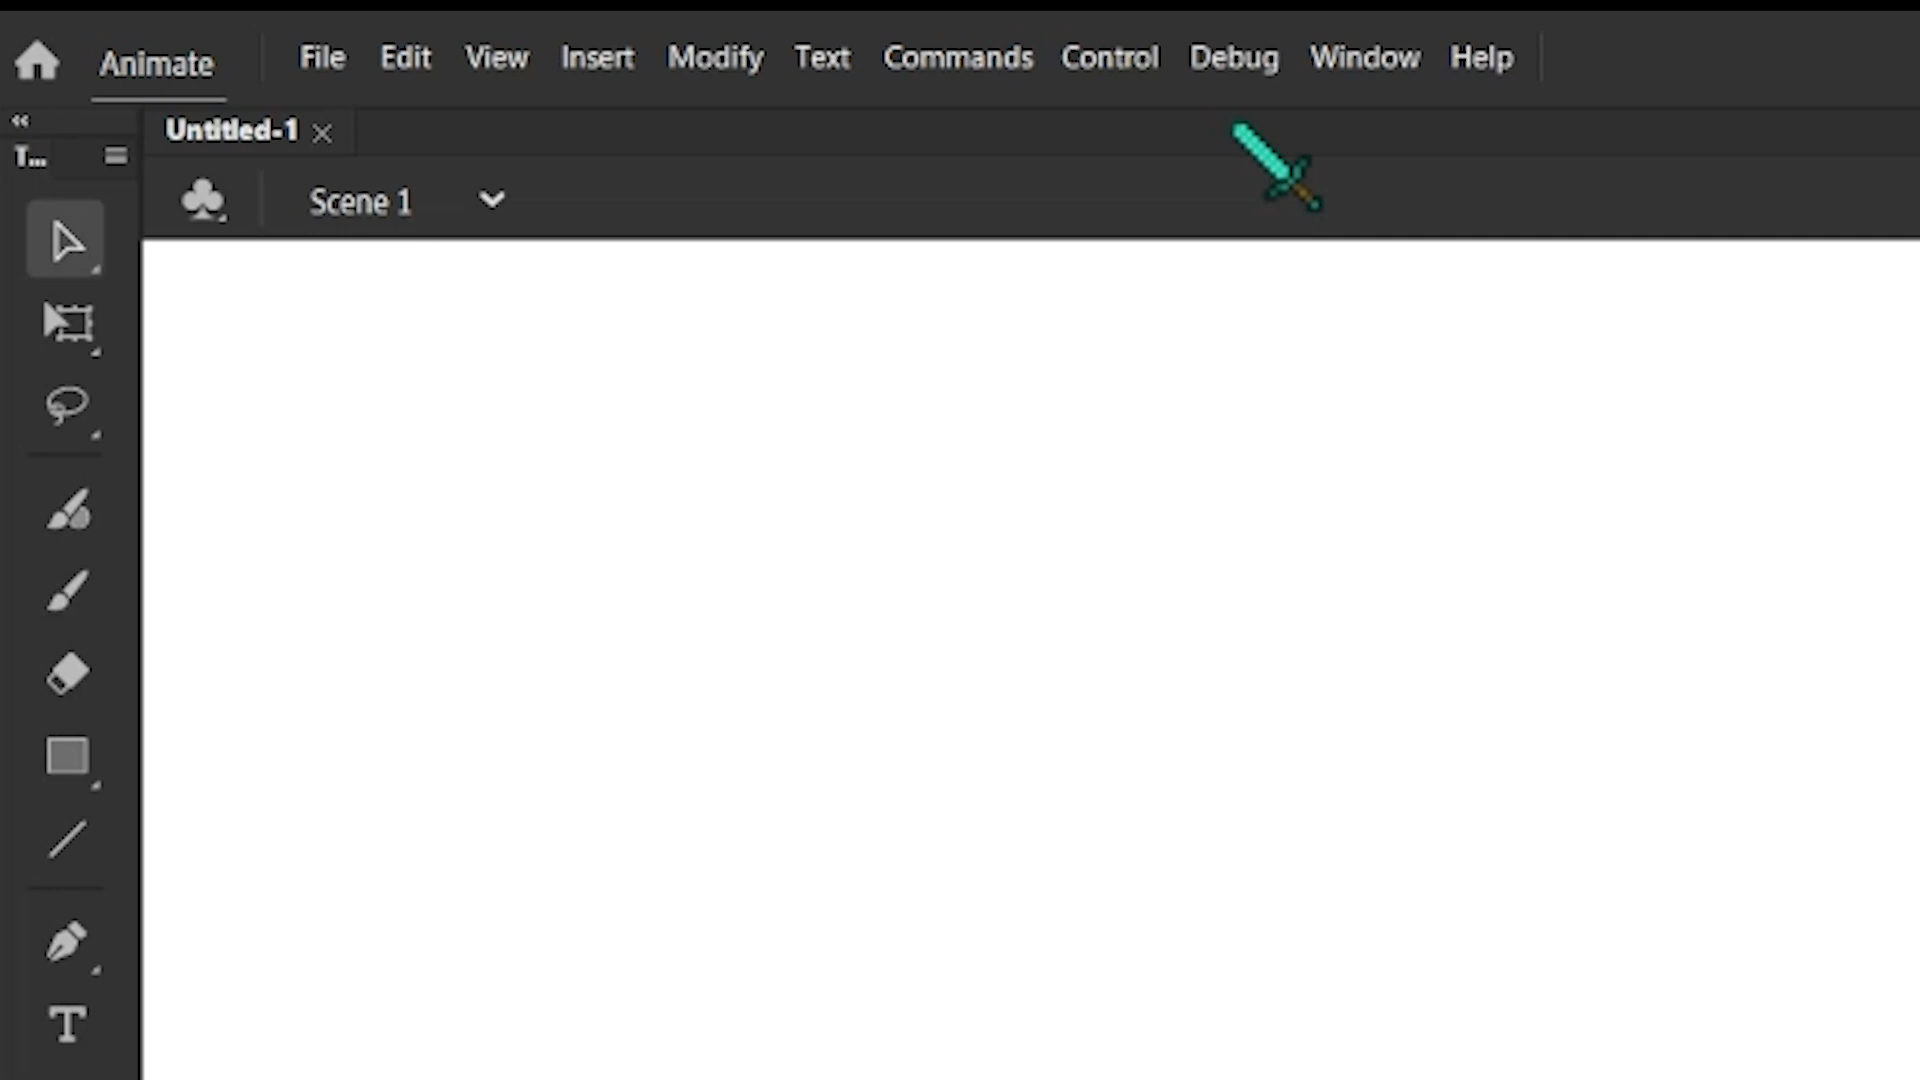 Animate File Edit View Insert Modify Text Commands Control Debug Window Help
Untitled-1
T...
Scene 1